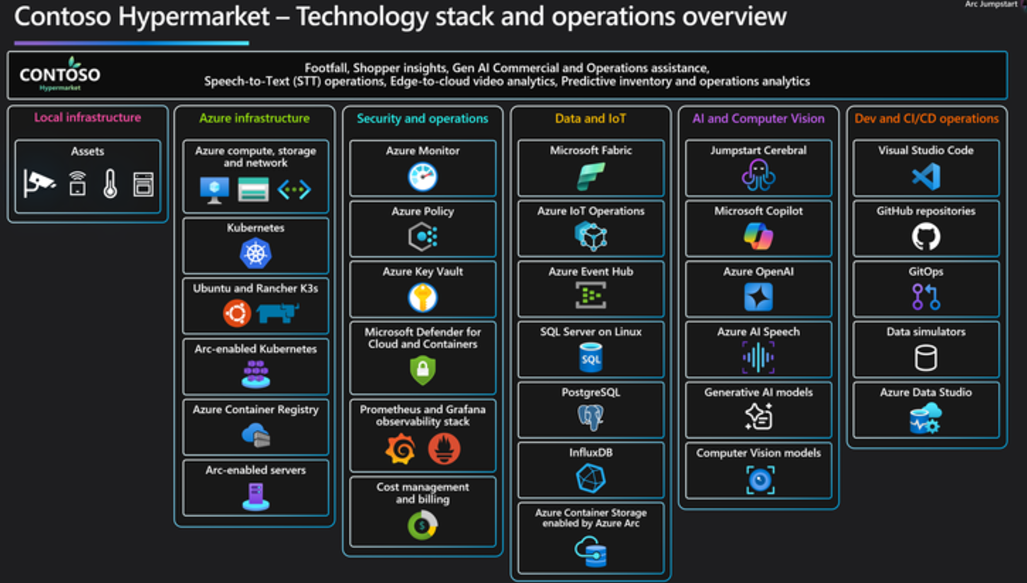 Contoso Hypermarket – Technology stack and operations overview
Arc Jumpstart
CONTOSO
Hypermarket
Footfall, Shopper insights, Gen AI Commercial and Operations assistance,
Speech-to-Text (STT) operations, Edge-to-cloud video analytics, Predictive inventory and operations analytics
Local infrastructure
Assets
Azure infrastructure
Azure compute, storage
and network
Kubernetes
Ubuntu and Rancher K3s
Arc-enabled Kubernetes
Azure Container Registry
Arc-enabled servers
Security and operations
Azure Monitor
Azure Policy
Azure Key Vault
Microsoft Defender for
Cloud and Containers
Prometheus and Grafana
observability stack
Cost management
and billing
$
Data and IoT
Microsoft Fabric
Azure IoT Operations
Azure Event Hub
SQL Server on Linux
SQL
PostgreSQL
InfluxDB
Azure Container Storage
enabled by Azure Arc
AI and Computer Vision
Jumpstart Cerebral
Microsoft Copilot
Azure OpenAI
Azure AI Speech
Generative AI models
Computer Vision models
Dev and CI/CD operations
Visual Studio Code
GitHub repositories
GitOps
Data simulators
Azure Data Studio